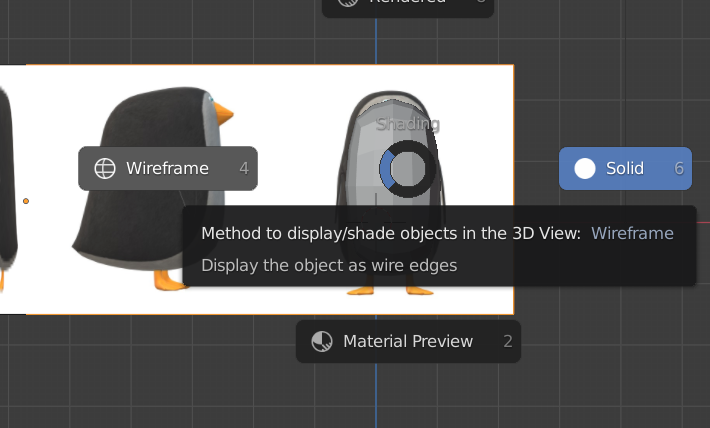 Rendered 8
Shading
Wireframe 4
Solid 6
Method to display/shade objects in the 3D View: Wireframe
Display the object as wire edges
Material Preview 2